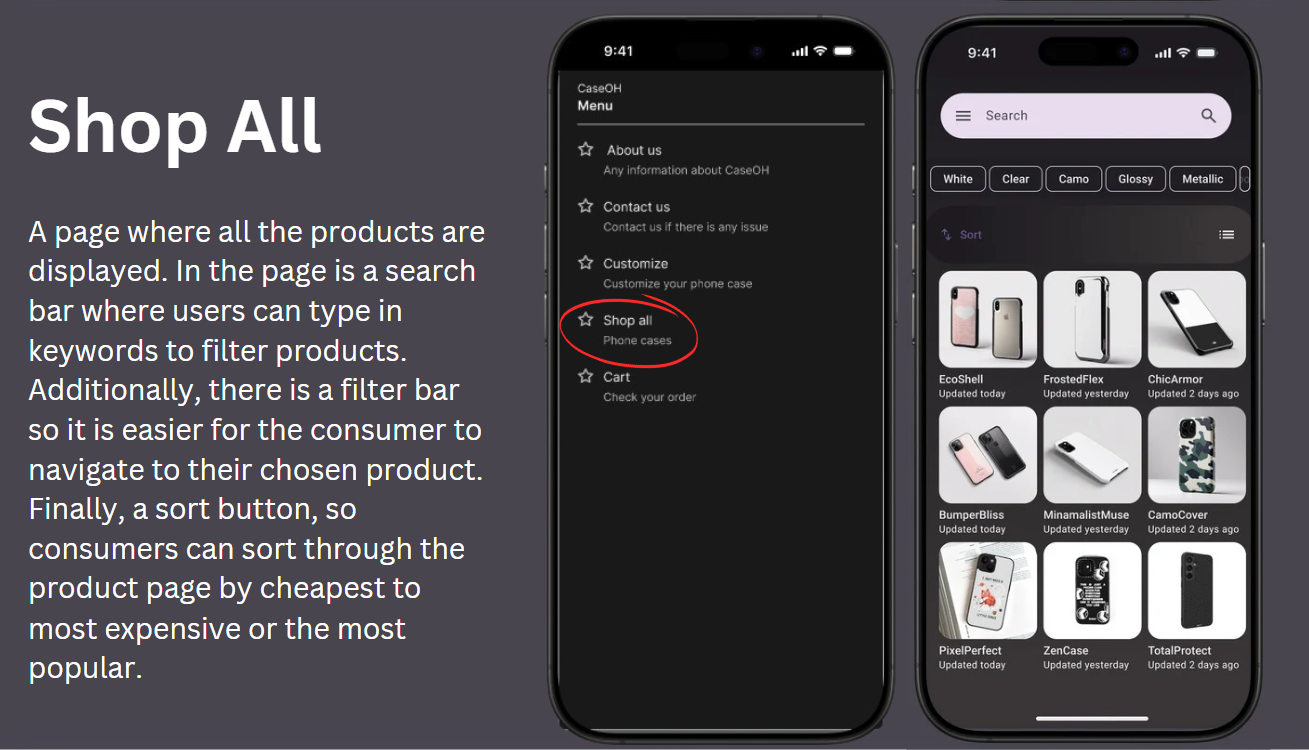 Shop All
A page where all the products are
displayed. In the page is a search
bar where users can type in
keywords to filter products.
Additionally, there is a filter bar
so it is easier for the consumer to
navigate to their chosen product.
Finally, a sort button, so
consumers can sort through the
product page by cheapest to
most expensive or the most
popular.
9:41
CaseOH
Menu
About us
Any information about CaseOH
Contact us
Contact us if there is any issue
Customize
Customize your phone case
Shop all
Phone cases
Cart
Check your order
9:41
Search
White Clear Camo Glossy Metallic
Sort
EcoShell FrostedFlex ChicArmor
Updated today Updated yesterday Updated 2 days ago
BumperBliss MinamalistMuse CamoCover
Updated today Updated yesterday Updated 2 days ago
PixelPerfect ZenCase TotalProtect
Updated today Updated yesterday Updated 2 days ago